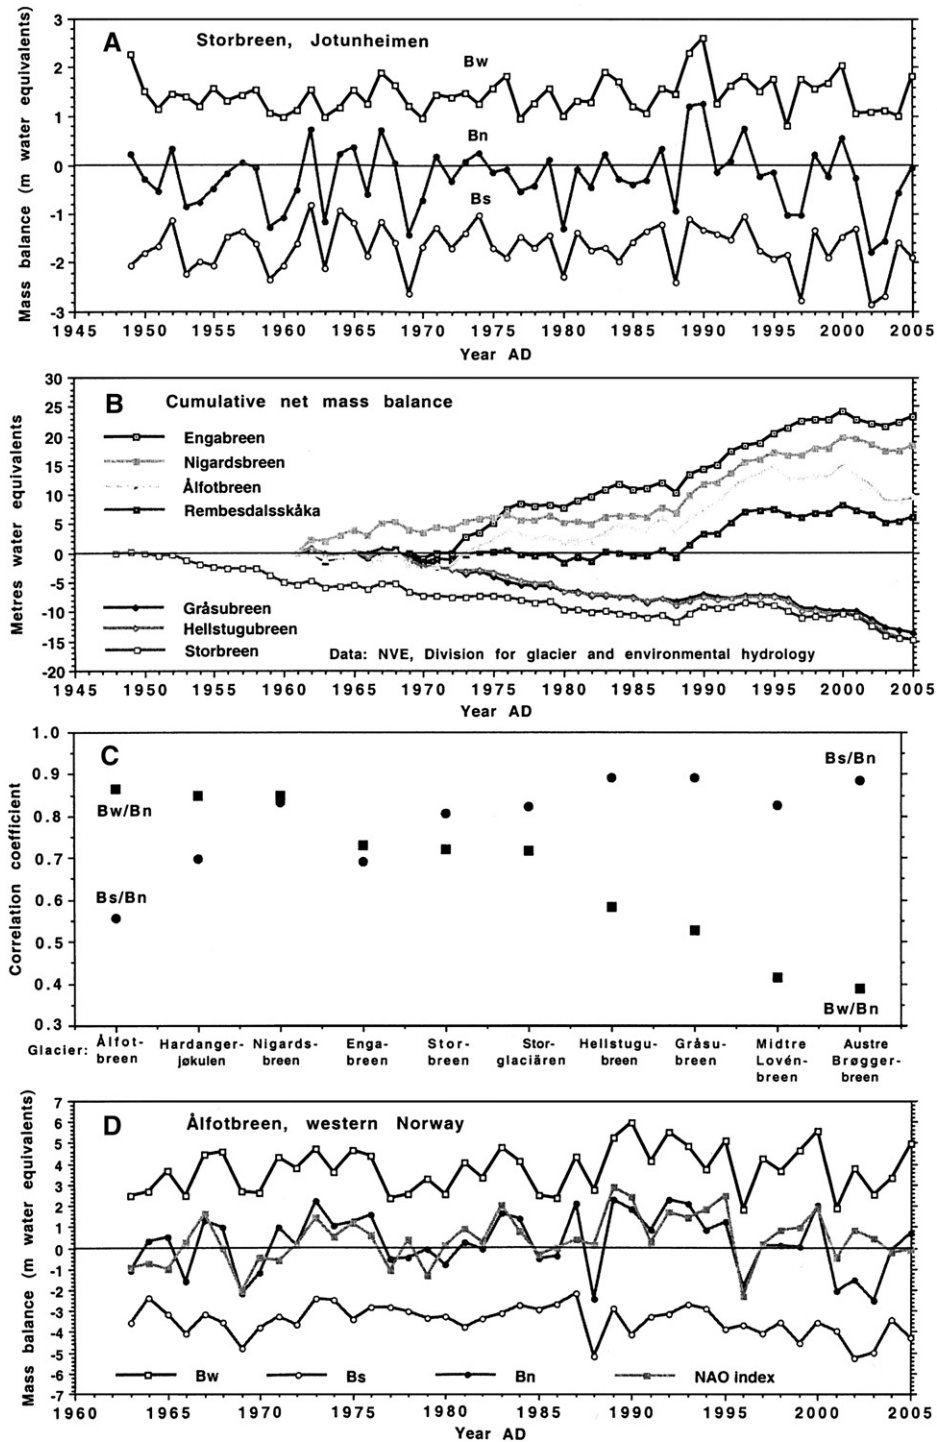 A Storbreen, Jotunheimen
Mass balance (m water equivalents)
3
2
1
0
-1
-2
-3
Bw
Bn
Bs
1945 1950 1955 1960 1965 1970 1975 1980 1985 1990 1995 2000 2005
Year AD
B Cumulative net mass balance
Metres water equivalents
30
25
20
15
10
5
0
-5
-10
-15
-20
Engabreen
Nigardsbreen
Ålfotbreen
Rembesdalsskåka
Gråsubreen
Hellstugubreen
Storbreen
Data: NVE, Division for glacier and environmental hydrology
1945 1950 1955 1960 1965 1970 1975 1980 1985 1990 1995 2000 2005
Year AD
C
Correlation coefficient
1.0
0.9
0.8
0.7
0.6
0.5
0.4
0.3
Bw/Bn
Bs/Bn
Bs/Bn
Bw/Bn
Glacier:
Ålfot-
breen
Hardanger-
jøkulen
Nigards-
breen
Enga-
breen
Stor-
breen
Stor-
glaciären
Hellstugu-
breen
Gråsu-
breen
Midtre
Lovén-
breen
Austre
Brøgger-
breen
D Ålfotbreen, western Norway
Mass balance (m water equivalents)
7
6
5
4
3
2
1
0
-1
-2
-3
-4
-5
-6
-7
Bw Bs Bn NAO index
1960 1965 1970 1975 1980 1985 1990 1995 2000 2005
Year AD